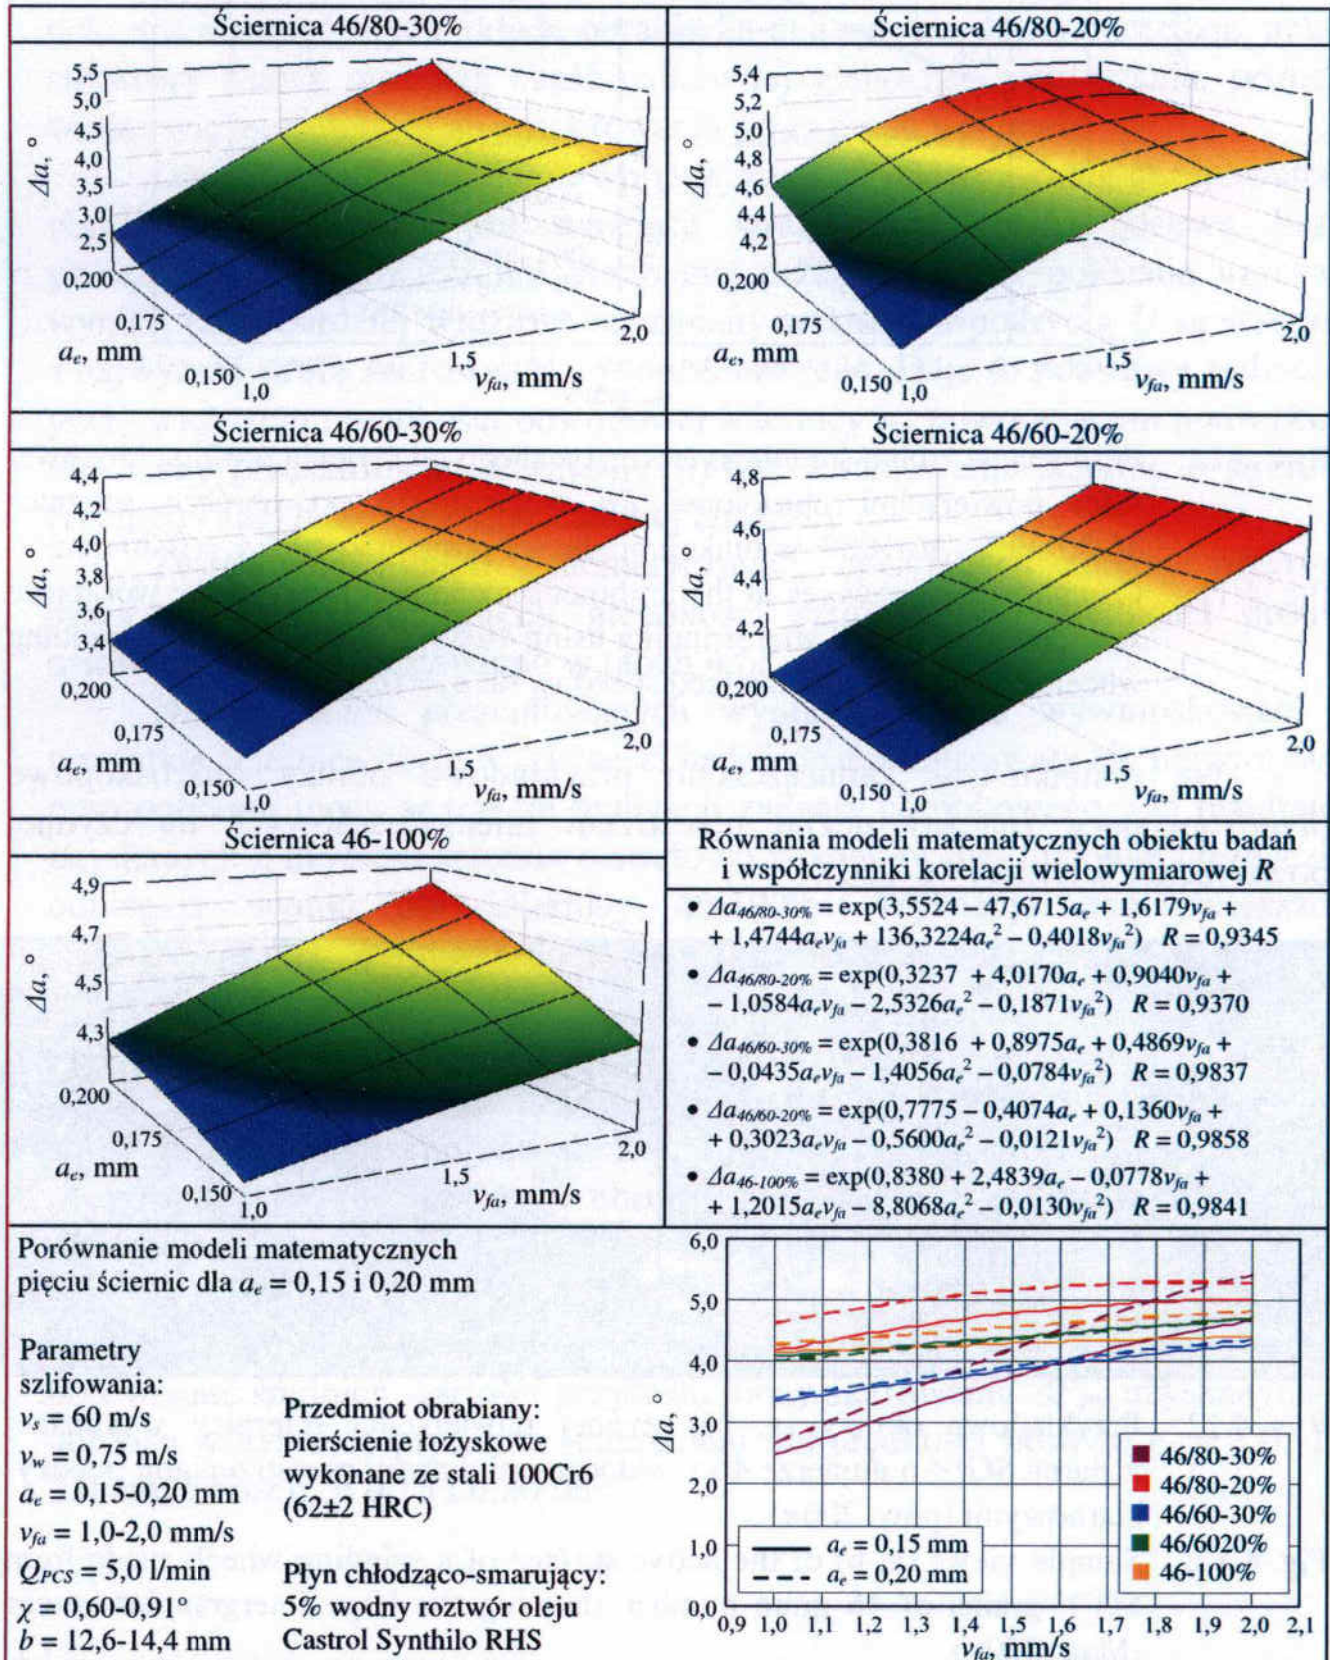 Ściernica 46/80-30%
5,5
5,0
4,5
4,0
3,5
3,0
2,5
Δa, °
0,200
0,175
0,150
a_e, mm
1,0
1,5
2,0
v_fa, mm/s
Ściernica 46/80-20%
5,4
5,2
5,0
4,8
4,6
4,4
4,2
Δa, °
0,200
0,175
0,150
a_e, mm
1,0
1,5
2,0
v_fa, mm/s
Ściernica 46/60-30%
4,4
4,2
4,0
3,8
3,6
3,4
Δa, °
0,200
0,175
0,150
a_e, mm
1,0
1,5
2,0
v_fa, mm/s
Ściernica 46/60-20%
4,8
4,6
4,4
4,2
Δa, °
0,200
0,175
0,150
a_e, mm
1,0
1,5
2,0
v_fa, mm/s
Ściernica 46-100%
4,9
4,7
4,5
4,3
Δa, °
0,200
0,175
0,150
a_e, mm
1,0
1,5
2,0
v_fa, mm/s
Równania modeli matematycznych obiektu badań
i współczynniki korelacji wielowymiarowej R
• Δa46/80-30% = exp(3,5524 – 47,6715a_e + 1,6179v_fa +
+ 1,4744a_e v_fa + 136,3224a_e² – 0,4018v_fa²) R = 0,9345
• Δa46/80-20% = exp(0,3237 + 4,0170a_e + 0,9040v_fa +
– 1,0584a_e v_fa – 2,5326a_e² – 0,1871v_fa²) R = 0,9370
• Δa46/60-30% = exp(0,3816 + 0,8975a_e + 0,4869v_fa +
– 0,0435a_e v_fa – 1,4056a_e² – 0,0784v_fa²) R = 0,9837
• Δa46/60-20% = exp(0,7775 – 0,4074a_e + 0,1360v_fa +
+ 0,3023a_e v_fa – 0,5600a_e² – 0,0121v_fa²) R = 0,9858
• Δa46-100% = exp(0,8380 + 2,4839a_e – 0,0778v_fa +
+ 1,2015a_e v_fa – 8,8068a_e² – 0,0130v_fa²) R = 0,9841
Porównanie modeli matematycznych
pięciu ściernic dla a_e = 0,15 i 0,20 mm
Parametry
szlifowania:
v_s = 60 m/s
v_w = 0,75 m/s
a_e = 0,15-0,20 mm
v_fa = 1,0-2,0 mm/s
Q_PCS = 5,0 l/min
χ = 0,60-0,91°
b = 12,6-14,4 mm
Przedmiot obrabiany:
pierścienie łożyskowe
wykonane ze stali 100Cr6
(62±2 HRC)
Płyn chłodząco-smarujący:
5% wodny roztwór oleju
Castrol Synthilo RHS
6,0
5,0
4,0
3,0
2,0
1,0
0,0
Δa, °
a_e = 0,15 mm
a_e = 0,20 mm
46/80-30%
46/80-20%
46/60-30%
46/6020%
46-100%
0,9 1,0 1,1 1,2 1,3 1,4 1,5 1,6 1,7 1,8 1,9 2,0 2,1
v_fa, mm/s